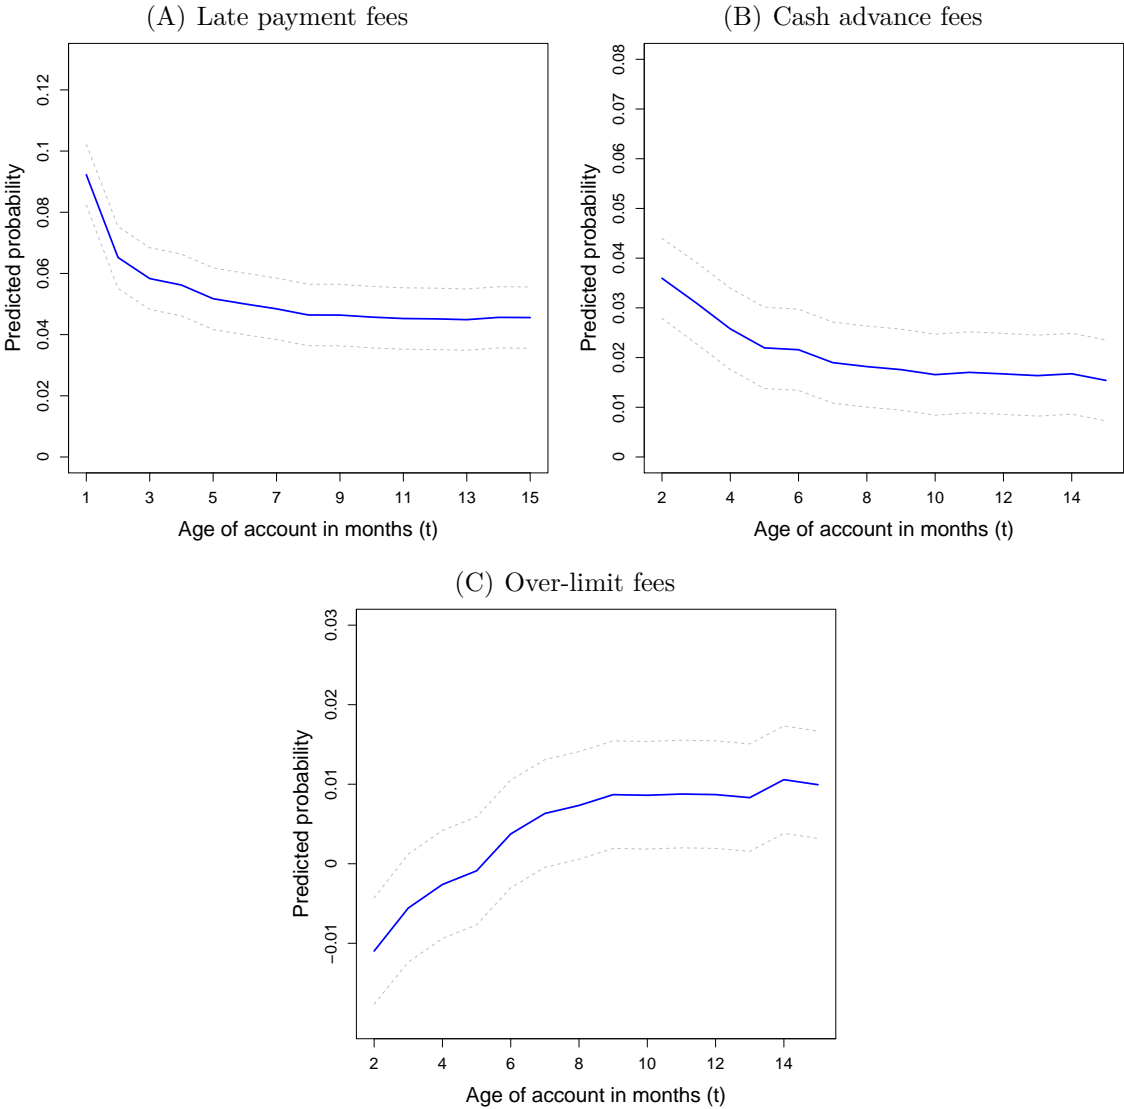 (A) Late payment fees
Predicted probability
0.12
0.1
0.08
0.06
0.04
0.02
0
1 3 5 7 9 11 13 15
Age of account in months (t)
(B) Cash advance fees
Predicted probability
0.08
0.07
0.06
0.05
0.04
0.03
0.02
0.01
0
2 4 6 8 10 12 14
Age of account in months (t)
(C) Over-limit fees
Predicted probability
0.03
0.02
0.01
0
−0.01
2 4 6 8 10 12 14
Age of account in months (t)